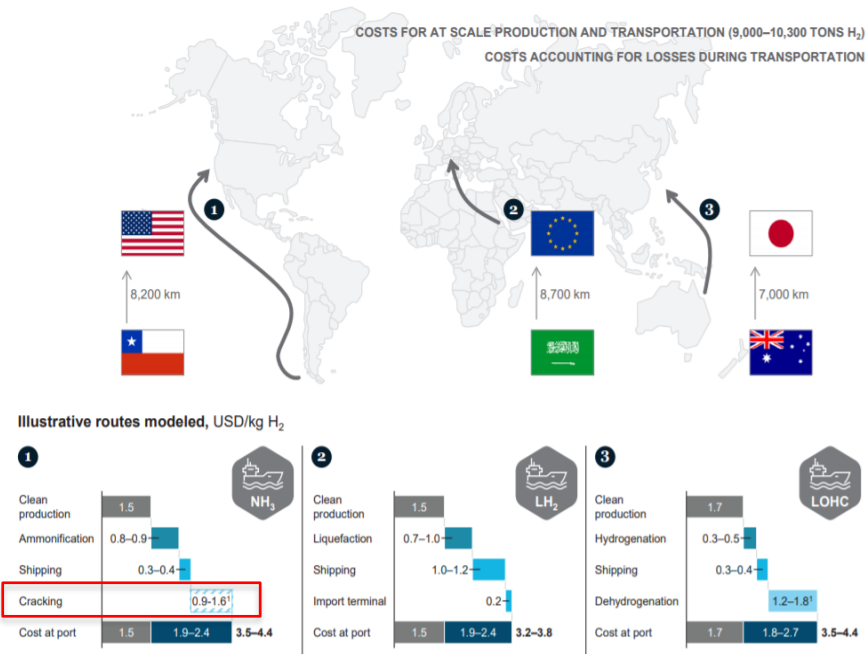 COSTS FOR AT SCALE PRODUCTION AND TRANSPORTATION (9,000–10,300 TONS H₂)
COSTS ACCOUNTING FOR LOSSES DURING TRANSPORTATION
1
2
3
8,200 km
8,700 km
7,000 km
Illustrative routes modeled, USD/kg H₂
1
NH₃
Clean production
1.5
Ammonification 0.8–0.9
Shipping 0.3–0.4
Cracking 0.9-1.6¹
Cost at port 1.5 1.9–2.4 3.5–4.4
2
LH₂
Clean production
1.5
Liquefaction 0.7–1.0
Shipping 1.0–1.2
Import terminal 0.2
Cost at port 1.5 1.9–2.4 3.2–3.8
3
LOHC
Clean production
1.7
Hydrogenation 0.3–0.5
Shipping 0.3–0.4
Dehydrogenation 1.2–1.8¹
Cost at port 1.7 1.8–2.7 3.5–4.4